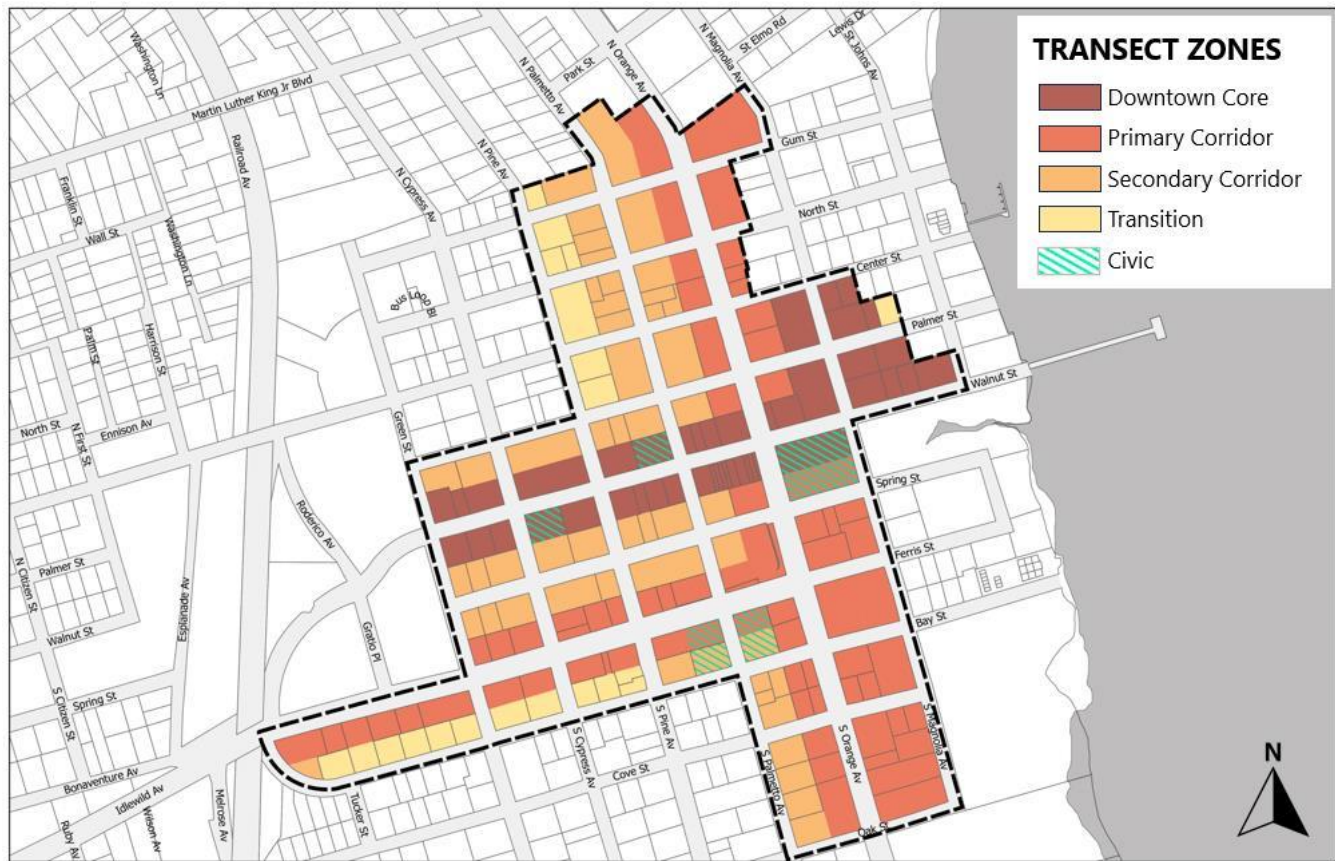 TRANSECT ZONES
Downtown Core
Primary Corridor
Secondary Corridor
Transition
Civic
Washington Ln
Martin Luther King Jr Blvd
Railroad Av
N Palmetto Av
Park St
N Orange Av
N Magnolia Av
St Elmo Rd
Lewis Dr
St Johns Av
Gum St
N Pine Av
N Cypress Av
Franklin St
Wall St
Washington Ln
North St
Center St
Bus Loop Bl
Palm St
Harrison St
Palmer St
Walnut St
North St
N First St
Ennison Av
Green St
Spring St
Roderico Av
Ferris St
N Citizen St
Palmer St
Esplanade Av
Walnut St
Gratio Pl
Bay St
S Citizen St
Spring St
S Pine Av
S Magnolia Av
S Cypress Av
S Orange Av
S Palmetto Av
Cove St
Bonaventure Av
Idlewild Av
Melrose Av
Tucker St
Ruby Av
Wilson Av
Oak St
N